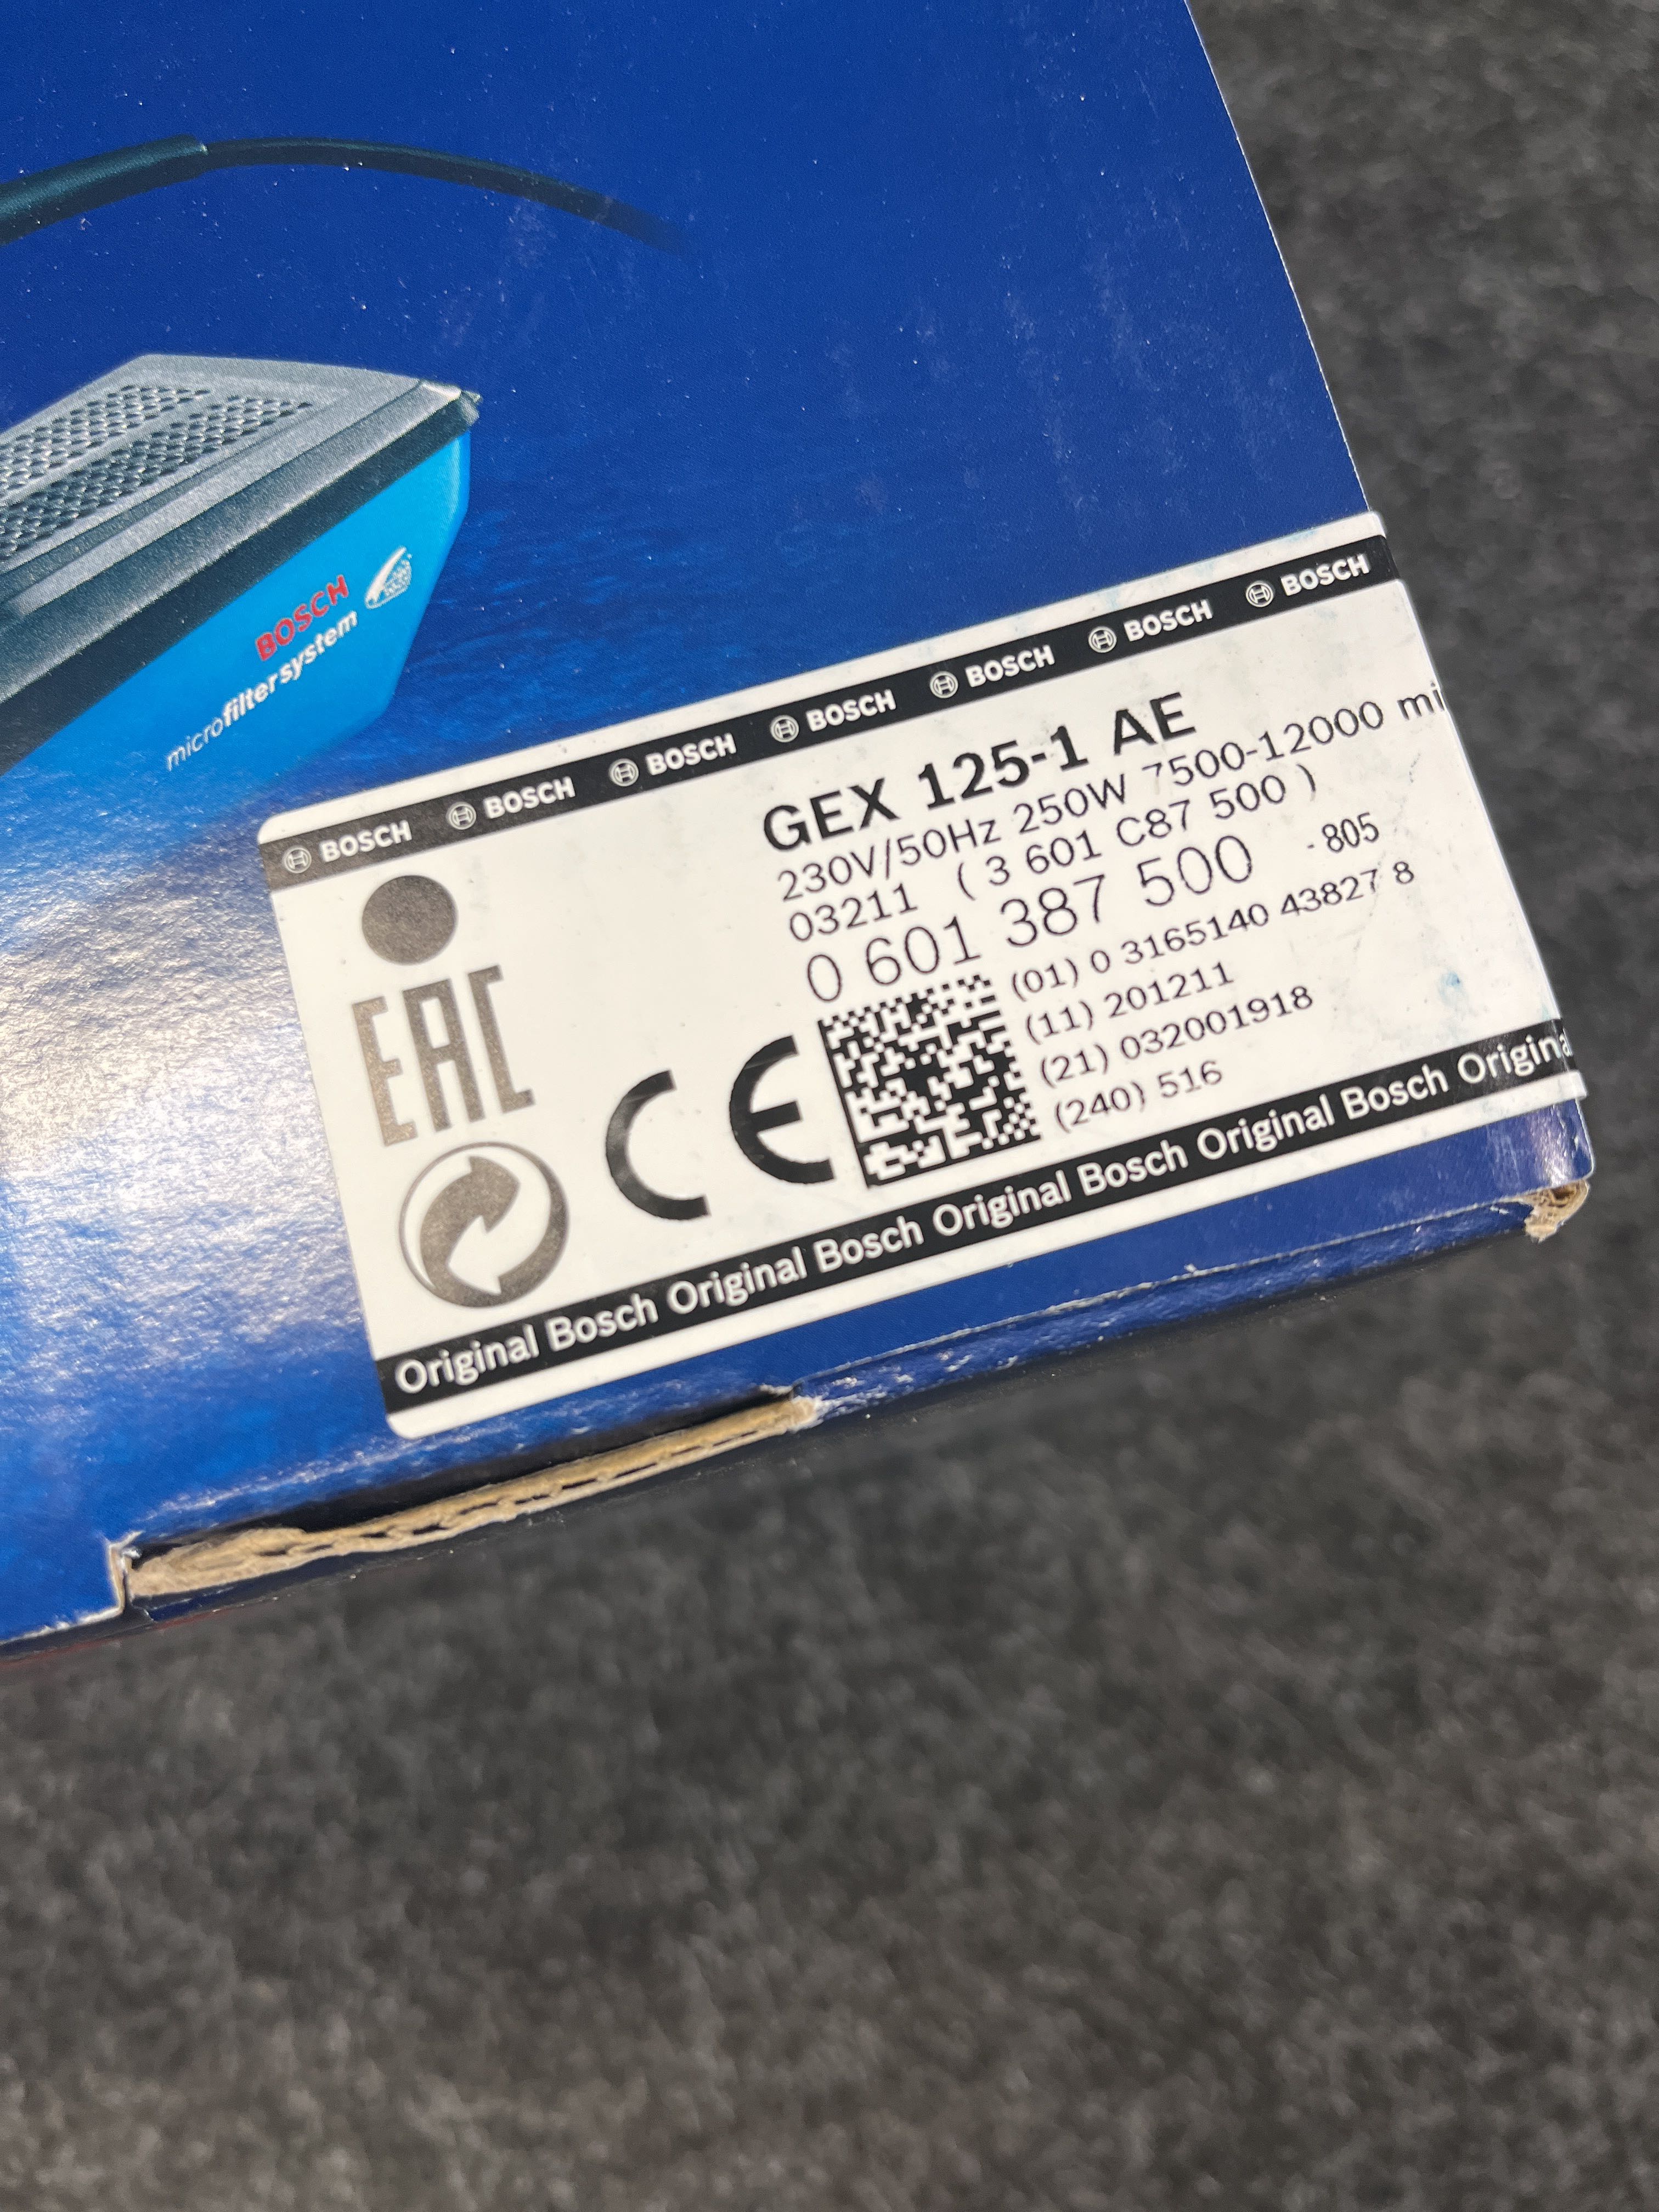 BOSCH
microfiltersystem
BOSCH BOSCH BOSCH BOSCH BOSCH BOSCH BOSCH
GEX 125-1 AE
230V/50Hz 250W 7500-12000 mi
03211 ( 3 601 C87 500 )
0 601 387 500 - 805
(01) 0 3165140 43827 8
(11) 201211
(21) 032001918
(240) 516
EAC
CE
Original Bosch Original Bosch Original Bosch Original Bosch Origina